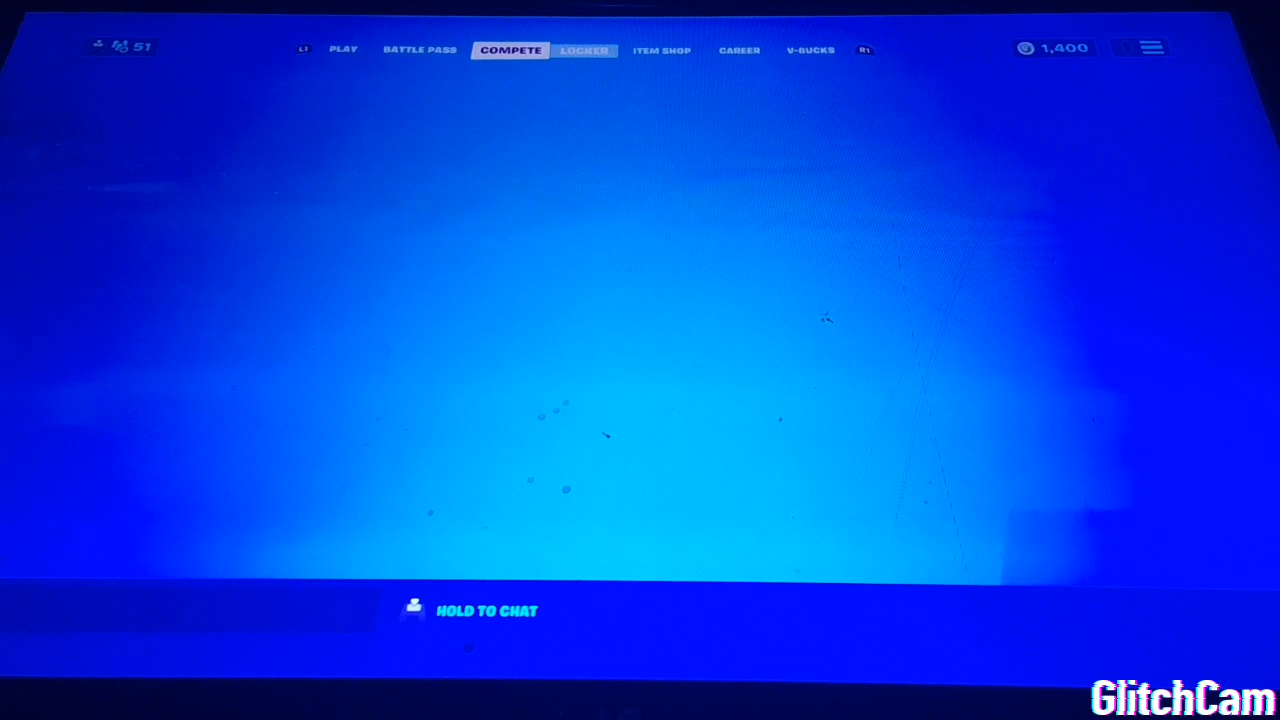 51 L1 PLAY BATTLE PASS COMPETE LOCKER ITEM SHOP CAREER V-BUCKS R1 1,400
HOLD TO CHAT
GlitchCam